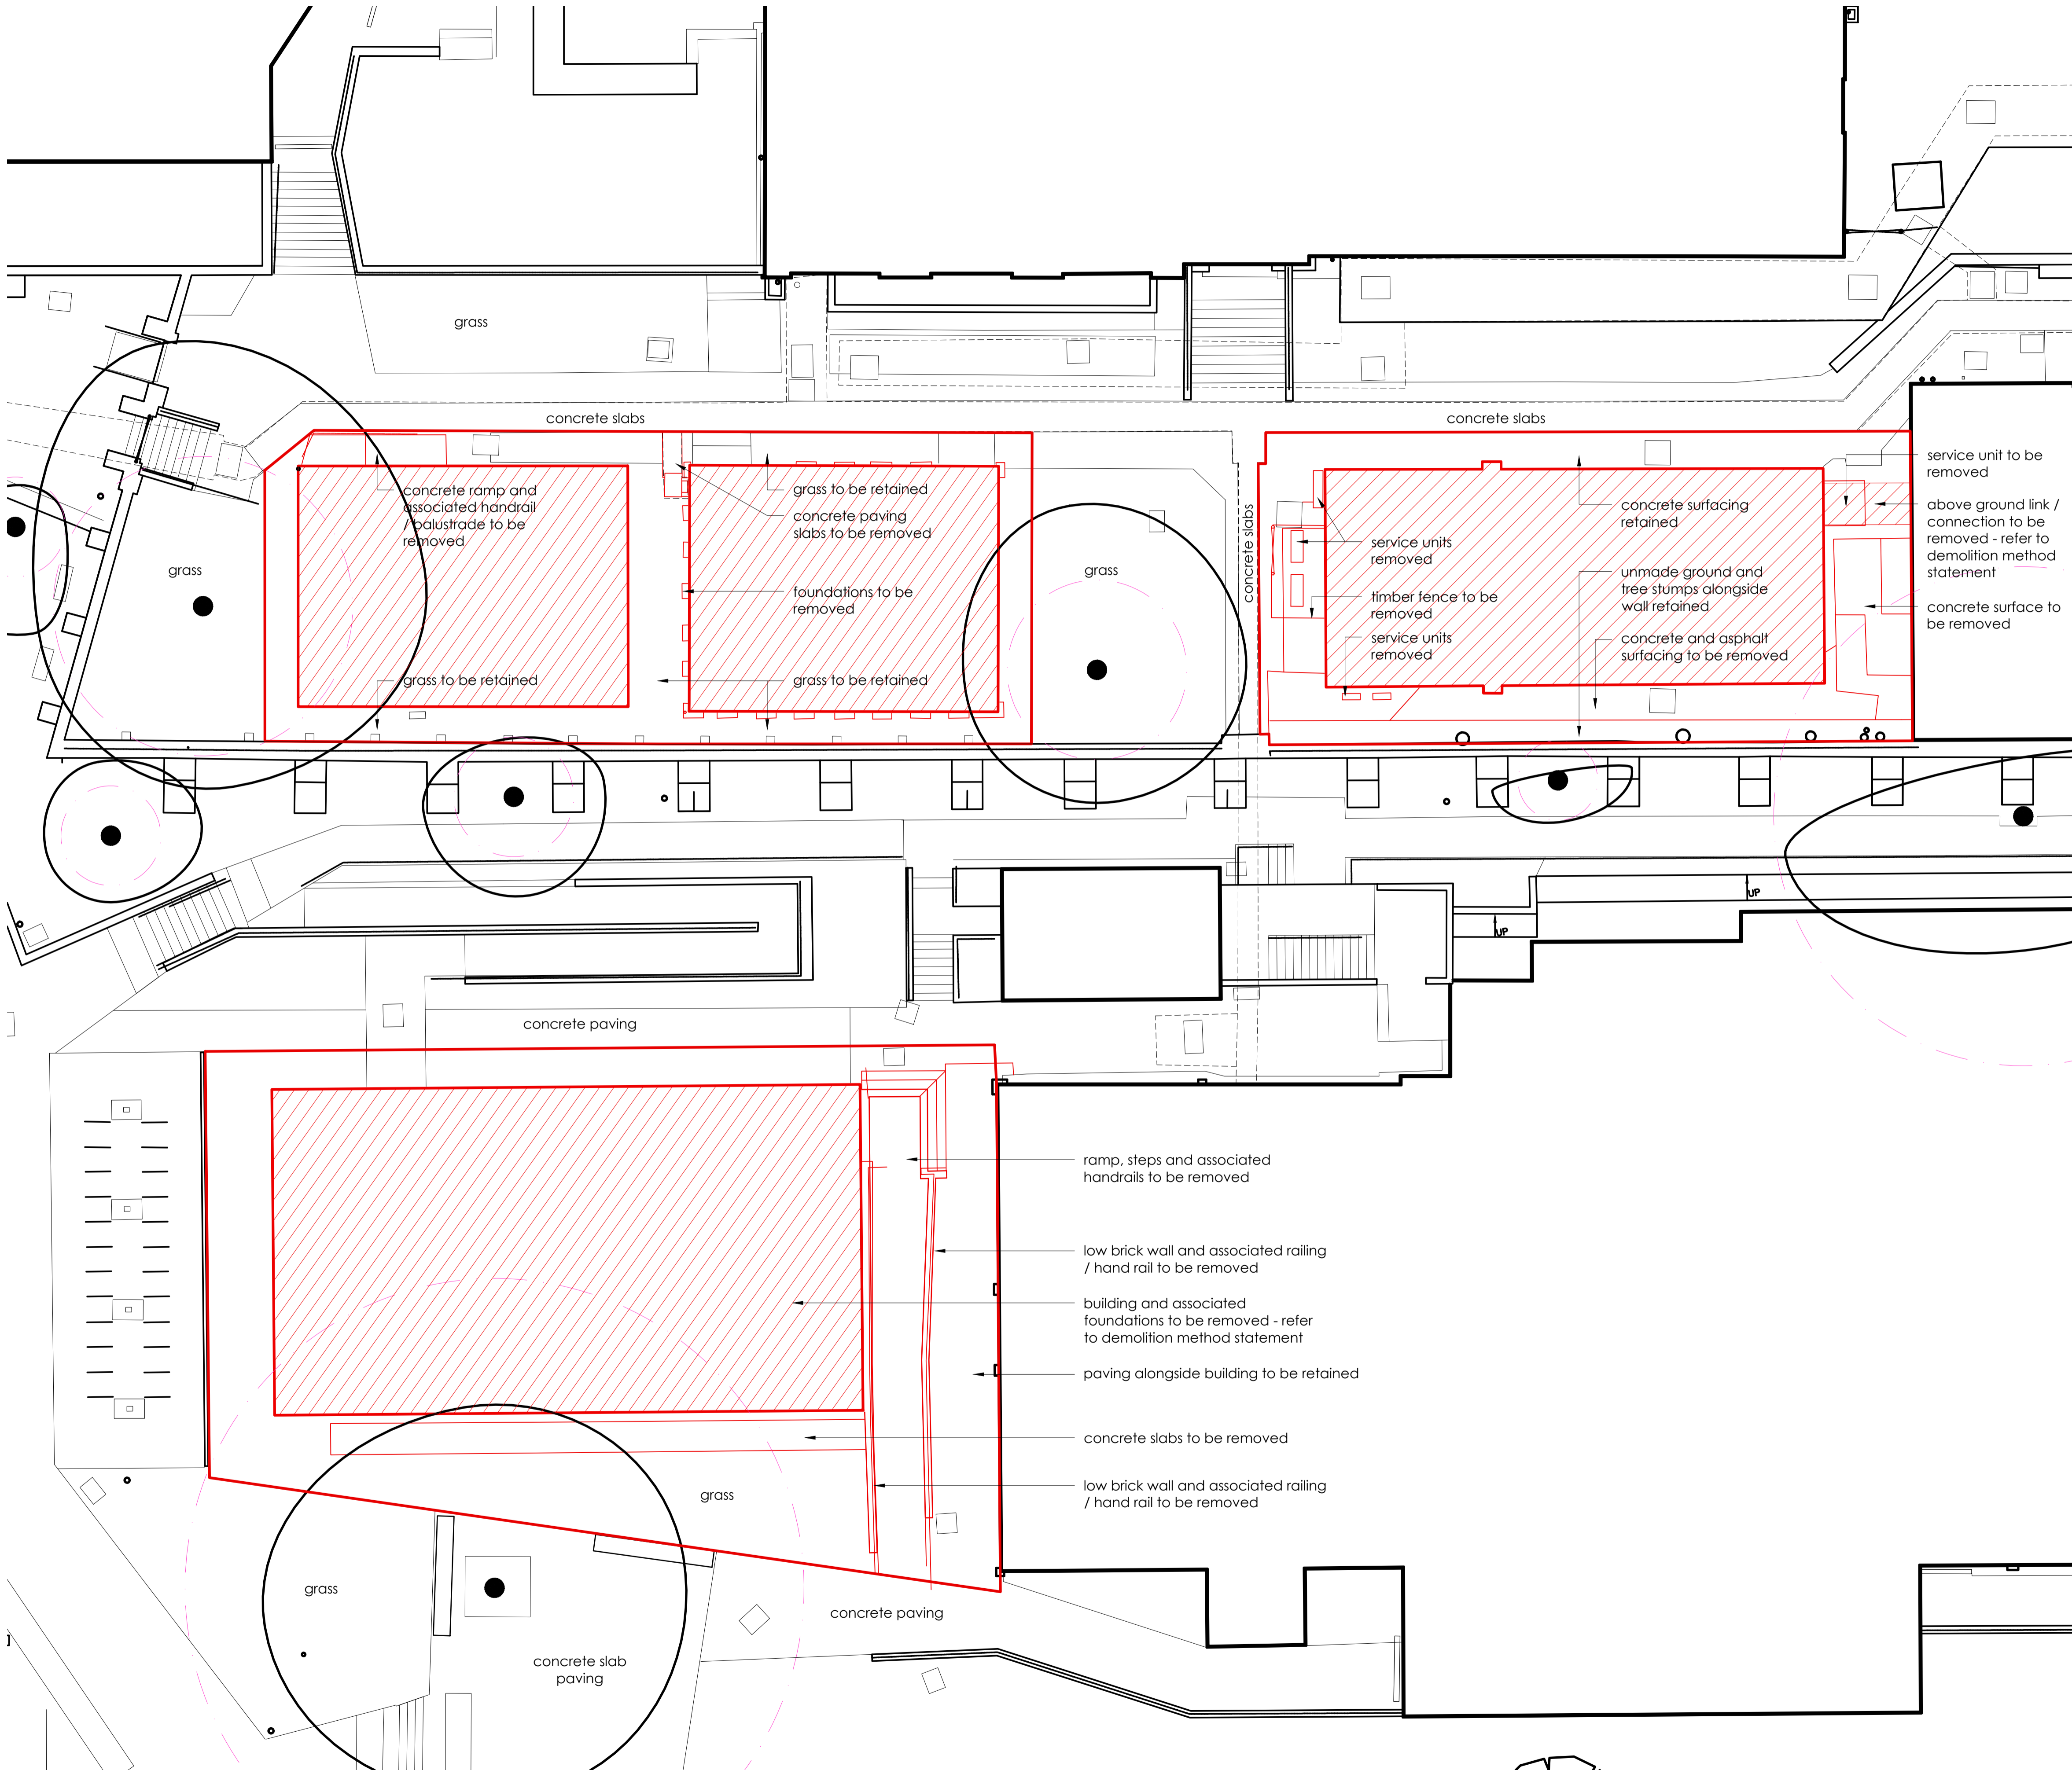 grass
concrete slabs
concrete slabs
concrete ramp and
associated handrail
/ balustrade to be
removed
grass to be retained
concrete paving
slabs to be removed
foundations to be
removed
grass
grass
grass to be retained
grass to be retained
concrete slabs
service units
removed
timber fence to be
removed
service units
removed
concrete surfacing
retained
unmade ground and
tree stumps alongside
wall retained
concrete and asphalt
surfacing to be removed
service unit to be
removed
above ground link /
connection to be
removed - refer to
demolition method
statement
concrete surface to
be removed
UP
UP
concrete paving
ramp, steps and associated
handrails to be removed
low brick wall and associated railing
/ hand rail to be removed
building and associated
foundations to be removed - refer
to demolition method statement
paving alongside building to be retained
concrete slabs to be removed
low brick wall and associated railing
/ hand rail to be removed
grass
grass
concrete paving
concrete slab
paving